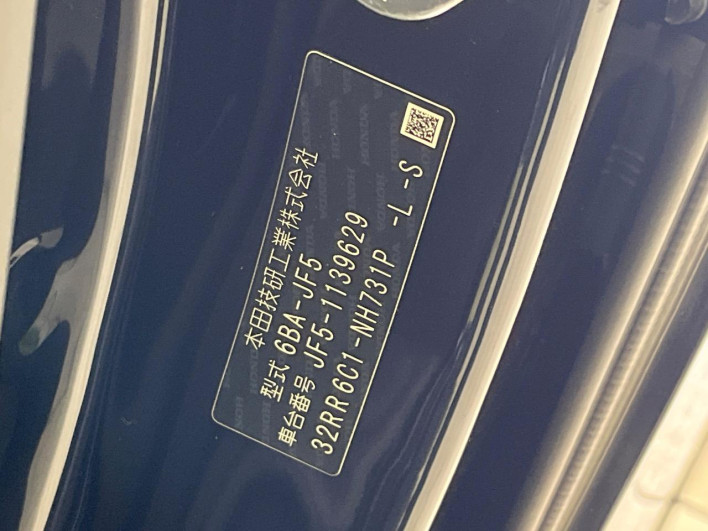 本田技研工業株式会社
型式 6BA-JF5
車台番号 JF5-1139629
32RR6C1-NH731P -L -S